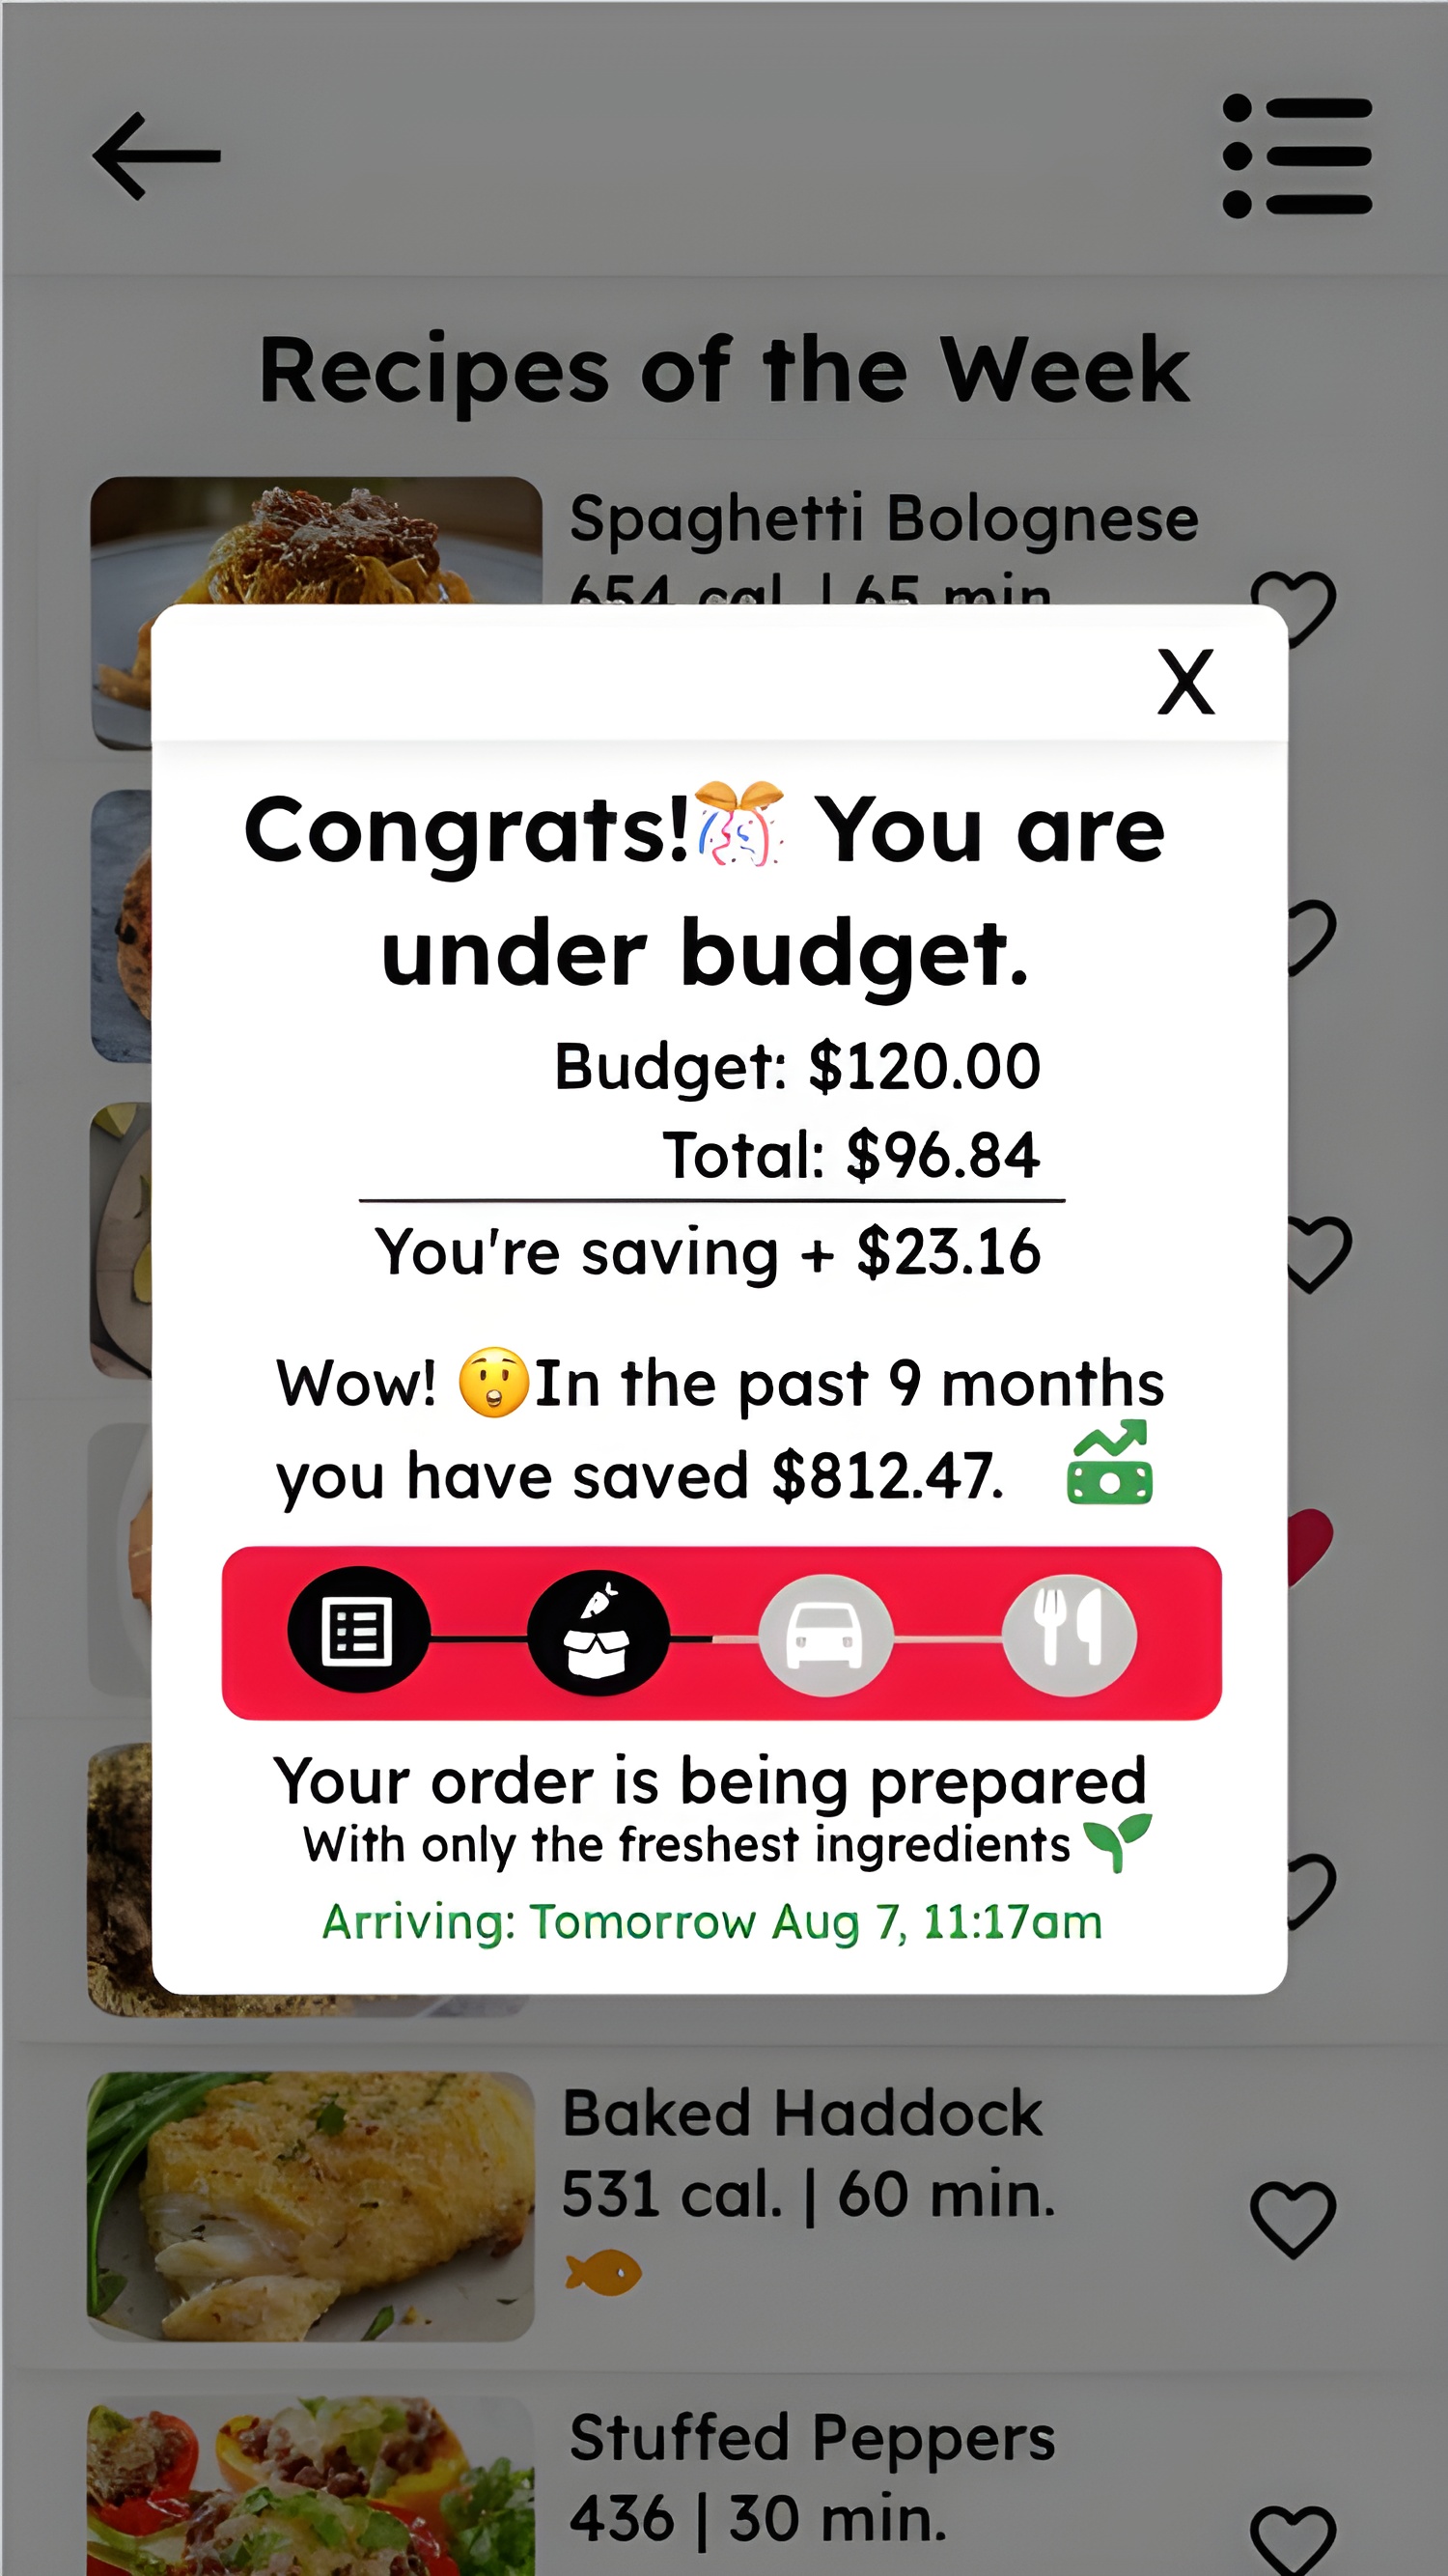 Recipes of the Week
Spaghetti Bolognese
654 cal. | 65 min.
X
Congrats!🎊 You are
under budget.
Budget: $120.00
Total: $96.84
You're saving + $23.16
Wow! 😲In the past 9 months
you have saved $812.47.
Your order is being prepared
With only the freshest ingredients
Arriving: Tomorrow Aug 7, 11:17am
Baked Haddock
531 cal. | 60 min.
Stuffed Peppers
436 | 30 min.